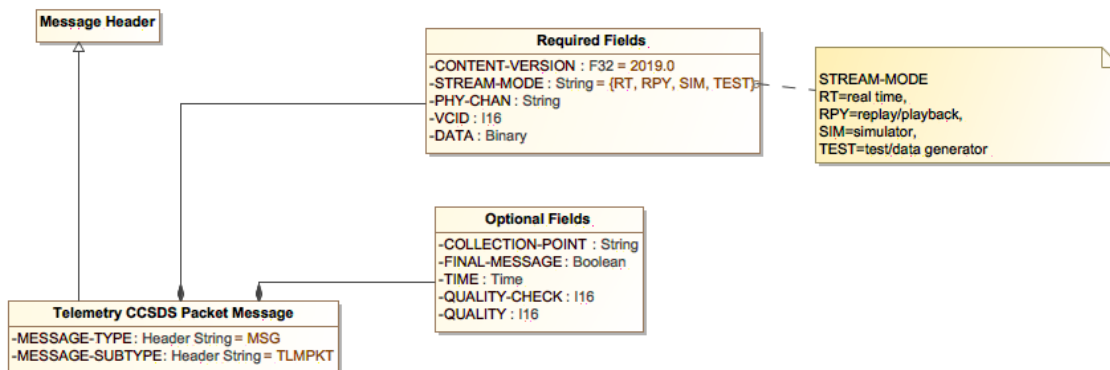 Message Header
Required Fields
-CONTENT-VERSION : F32 = 2019.0
-STREAM-MODE : String = {RT, RPY, SIM, TEST}
-PHY-CHAN : String
-VCID : I16
-DATA : Binary
STREAM-MODE
RT=real time,
RPY=replay/playback,
SIM=simulator,
TEST=test/data generator
Optional Fields
-COLLECTION-POINT : String
-FINAL-MESSAGE : Boolean
-TIME : Time
-QUALITY-CHECK : I16
-QUALITY : I16
Telemetry CCSDS Packet Message
-MESSAGE-TYPE : Header String = MSG
-MESSAGE-SUBTYPE : Header String = TLMPKT